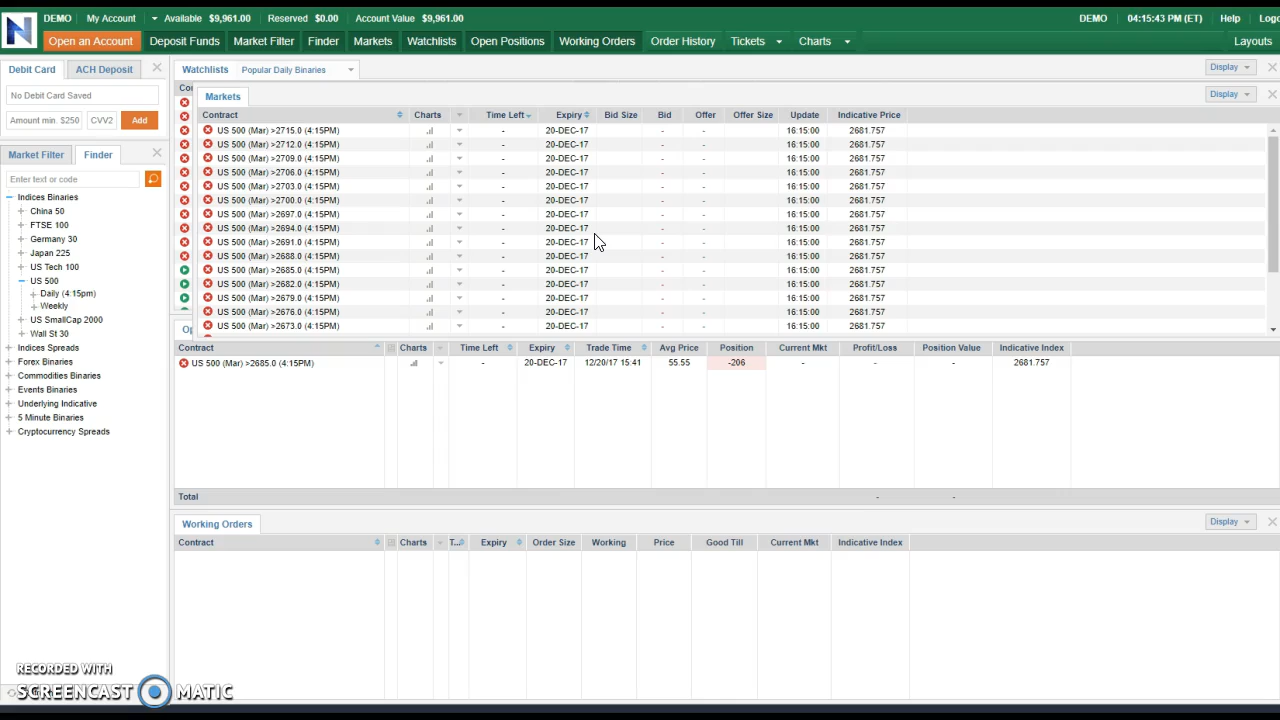 DEMO My Account Available $9,961.00 Reserved $0.00 Account Value $9,961.00 DEMO 04:15:43 PM (ET) Help Logo
Open an Account Deposit Funds Market Filter Finder Markets Watchlists Open Positions Working Orders Order History Tickets Charts Layouts
Debit Card ACH Deposit
No Debit Card Saved
Amount min. $250 CVV2 Add
Market Filter Finder
Enter text or code
Indices Binaries
China 50
FTSE 100
Germany 30
Japan 225
US Tech 100
US 500
Daily (4:15pm)
Weekly
US SmallCap 2000
Wall St 30
Indices Spreads
Forex Binaries
Commodities Binaries
Events Binaries
Underlying Indicative
5 Minute Binaries
Cryptocurrency Spreads
Watchlists Popular Daily Binaries Display
Co
Markets Display
Contract Charts Time Left Expiry Bid Size Bid Offer Offer Size Update Indicative Price
US 500 (Mar) >2715.0 (4:15PM) - 20-DEC-17 - - 16:15:00 2681.757
US 500 (Mar) >2712.0 (4:15PM) - 20-DEC-17 - - 16:15:00 2681.757
US 500 (Mar) >2709.0 (4:15PM) - 20-DEC-17 - - 16:15:00 2681.757
US 500 (Mar) >2706.0 (4:15PM) - 20-DEC-17 - - 16:15:00 2681.757
US 500 (Mar) >2703.0 (4:15PM) - 20-DEC-17 - - 16:15:00 2681.757
US 500 (Mar) >2700.0 (4:15PM) - 20-DEC-17 - - 16:15:00 2681.757
US 500 (Mar) >2697.0 (4:15PM) - 20-DEC-17 - - 16:15:00 2681.757
US 500 (Mar) >2694.0 (4:15PM) - 20-DEC-17 - - 16:15:00 2681.757
US 500 (Mar) >2691.0 (4:15PM) - 20-DEC-17 - - 16:15:00 2681.757
US 500 (Mar) >2688.0 (4:15PM) - 20-DEC-17 - - 16:15:00 2681.757
US 500 (Mar) >2685.0 (4:15PM) - 20-DEC-17 - - 16:15:00 2681.757
US 500 (Mar) >2682.0 (4:15PM) - 20-DEC-17 - - 16:15:00 2681.757
US 500 (Mar) >2679.0 (4:15PM) - 20-DEC-17 - - 16:15:00 2681.757
US 500 (Mar) >2676.0 (4:15PM) - 20-DEC-17 - - 16:15:00 2681.757
US 500 (Mar) >2673.0 (4:15PM) - 20-DEC-17 - - 16:15:00 2681.757
Op
Contract Charts Time Left Expiry Trade Time Avg Price Position Current Mkt Profit/Loss Position Value Indicative Index
US 500 (Mar) >2685.0 (4:15PM) - 20-DEC-17 12/20/17 15:41 55.55 -206 - - - 2681.757
Total - -
Working Orders Display
Contract Charts T... Expiry Order Size Working Price Good Till Current Mkt Indicative Index
RECORDED WITH
SCREENCAST MATIC